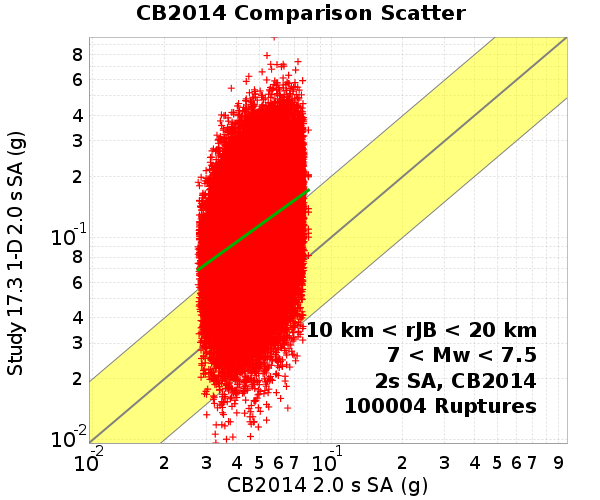 CB2014 Comparison Scatter
Study 17.3 1-D 2.0 s SA (g)
8
6
4
3
2
10-1
8
6
4
3
2
10-2
10 km < rJB < 20 km
7 < Mw < 7.5
2s SA, CB2014
100004 Ruptures
10-2 2 3 4 5 6 7 10-1 2 3 4 5 6 7 9
CB2014 2.0 s SA (g)